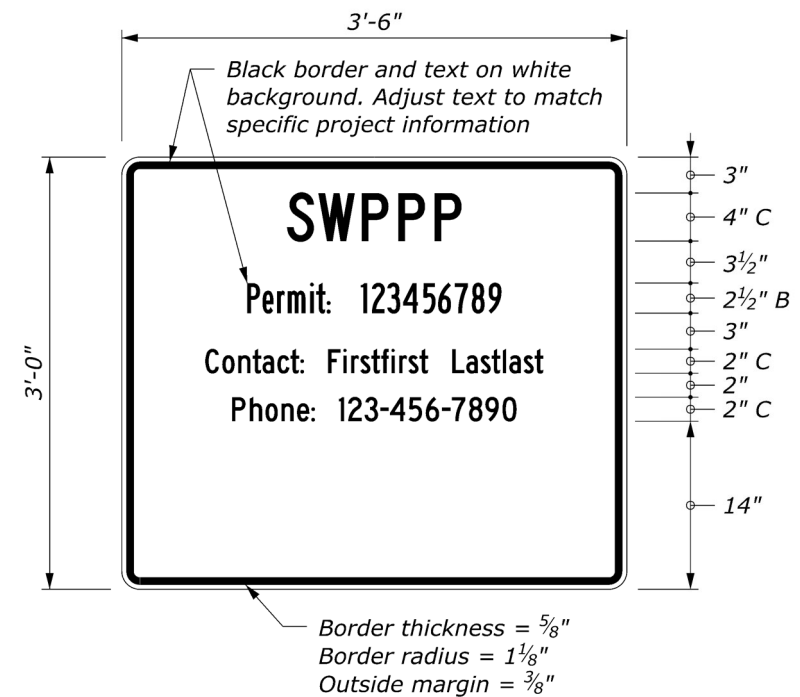 3'-6"
Black border and text on white
background. Adjust text to match
specific project information
SWPPP
Permit: 123456789
Contact: Firstfirst Lastlast
Phone: 123-456-7890
3'-0"
3"
4" C
3½"
2½" B
3"
2" C
2"
2" C
14"
Border thickness = ⅝"
Border radius = 1⅛"
Outside margin = ⅜"